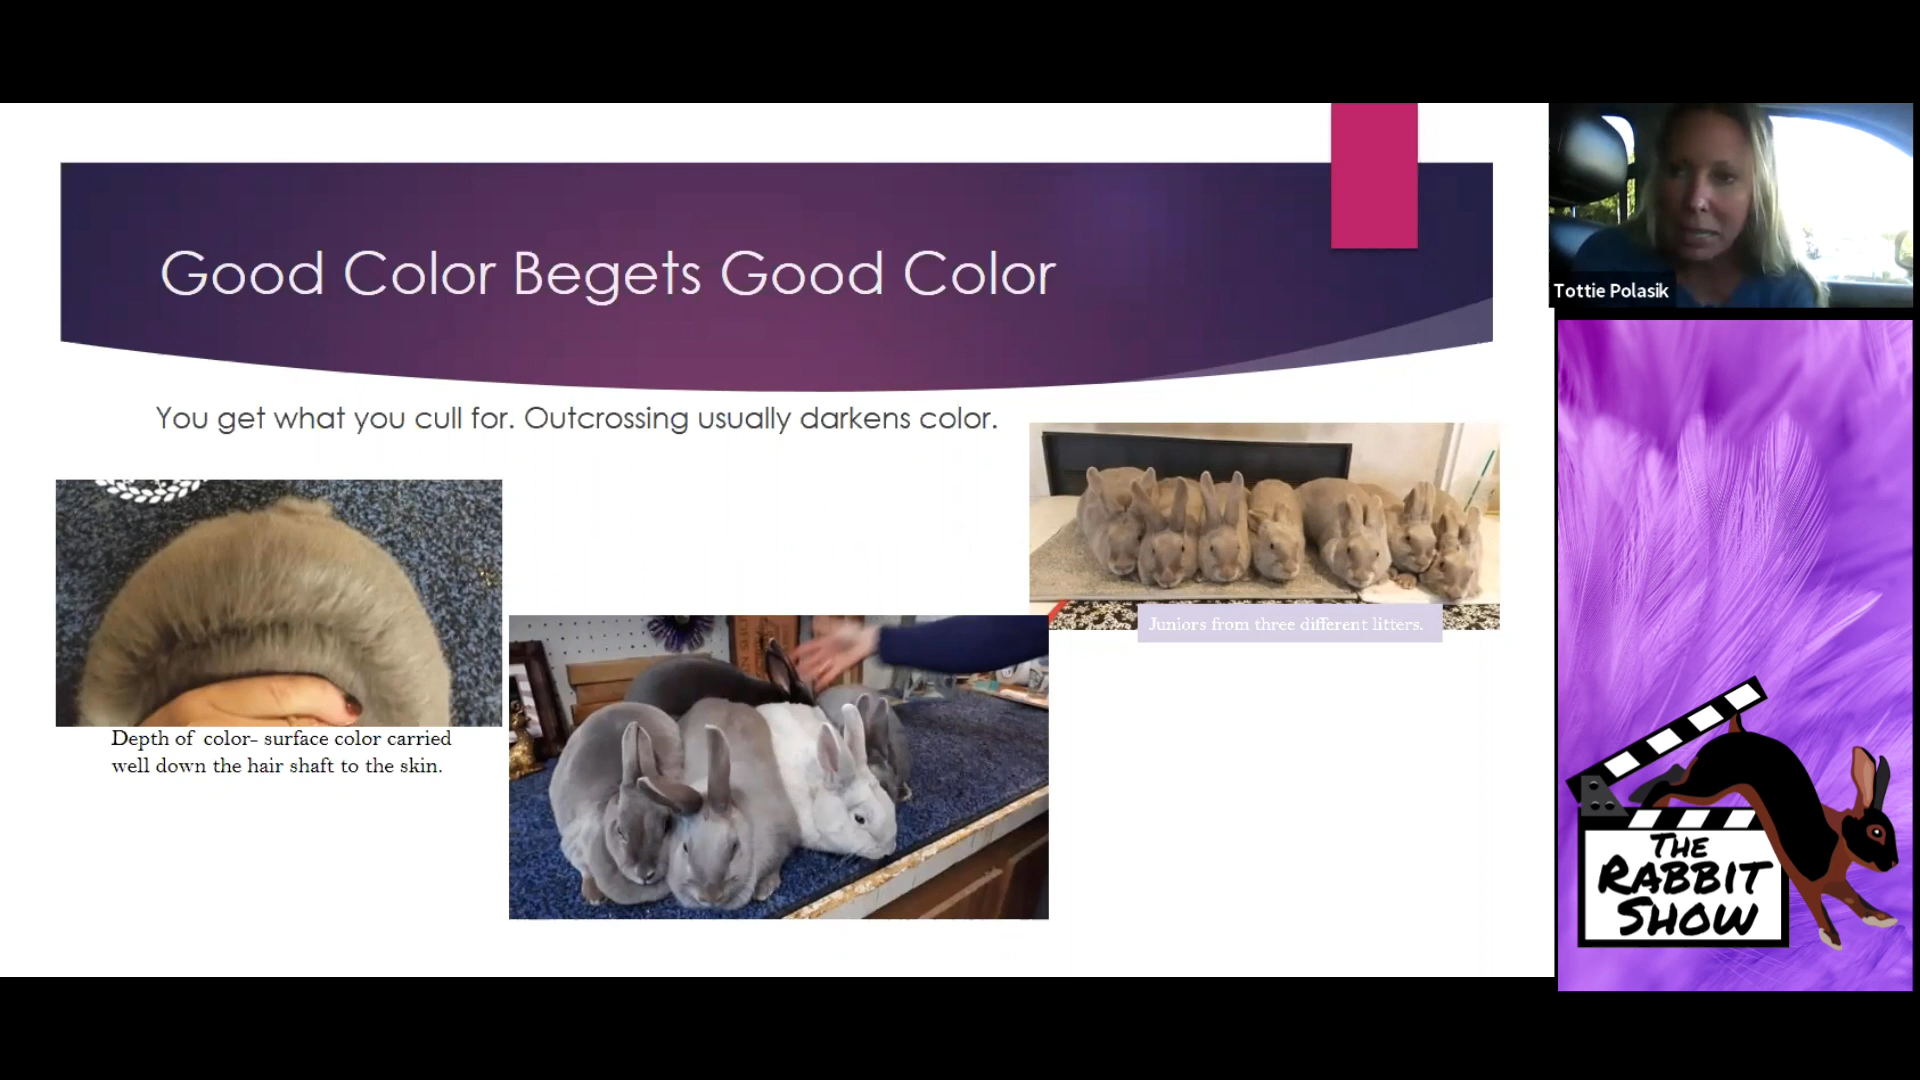 Good Color Begets Good Color
You get what you cull for. Outcrossing usually darkens color.
Depth of color- surface color carried
well down the hair shaft to the skin.
Juniors from three different litters.
Tottie Polasik
THE
RABBIT
SHOW